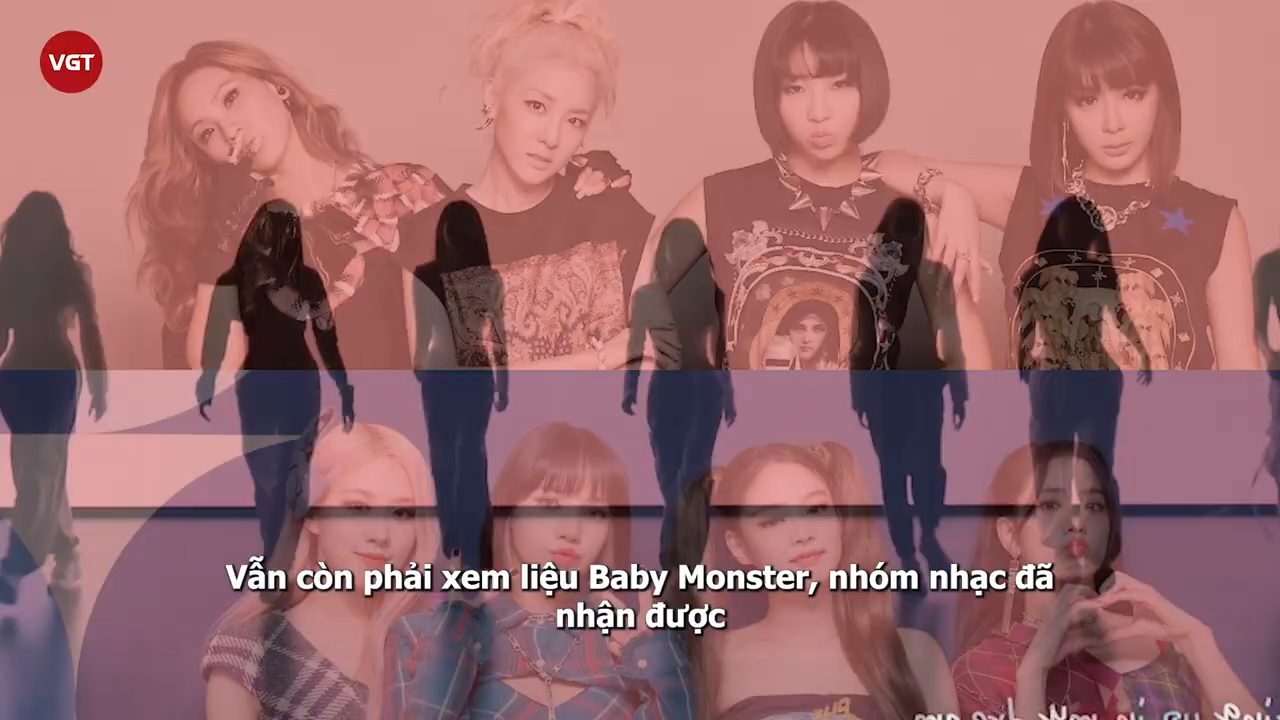 VGT
Vẫn còn phải xem liệu Baby Monster, nhóm nhạc đã
nhận được